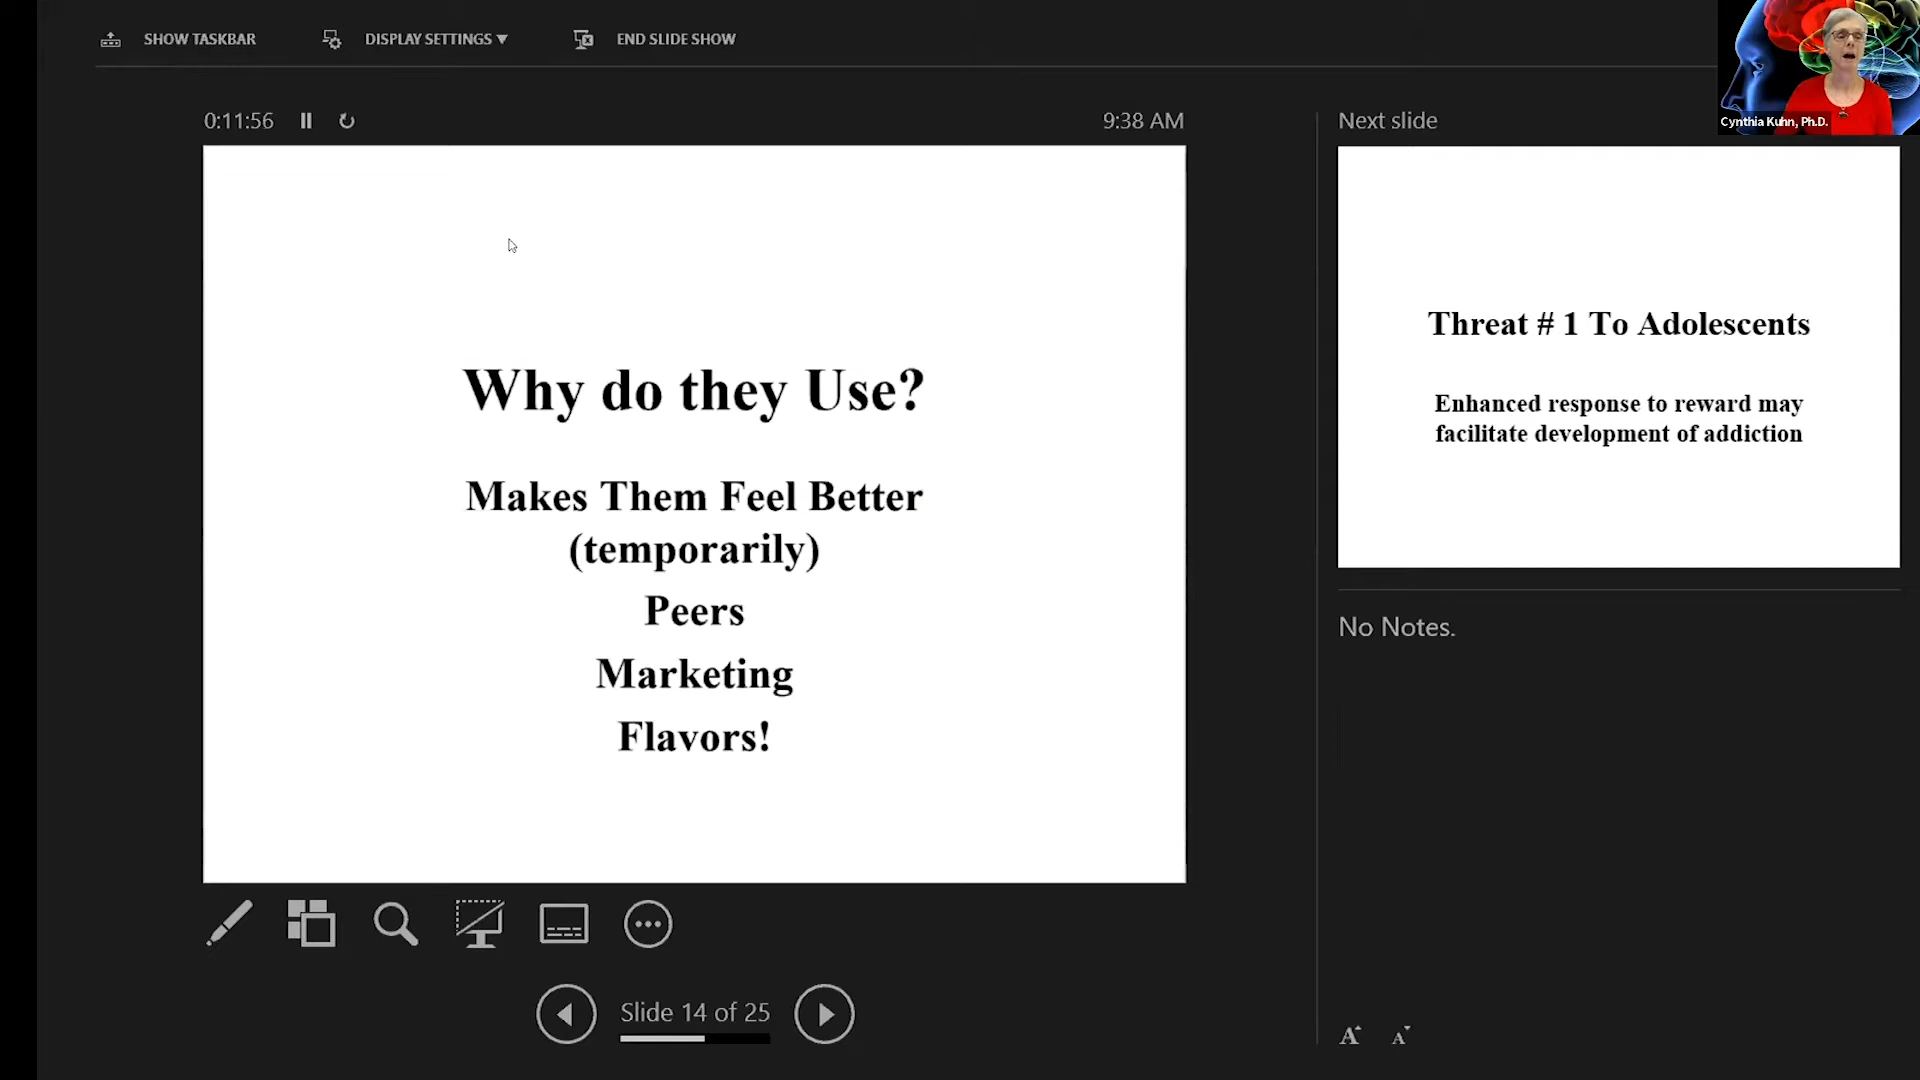 SHOW TASKBAR
DISPLAY SETTINGS ▼
END SLIDE SHOW
Cynthia Kuhn, Ph.D.
0:11:56
9:38 AM
Why do they Use?
Makes Them Feel Better
(temporarily)
Peers
Marketing
Flavors!
Slide 14 of 25
Next slide
Threat # 1 To Adolescents
Enhanced response to reward may
facilitate development of addiction
No Notes.
A A